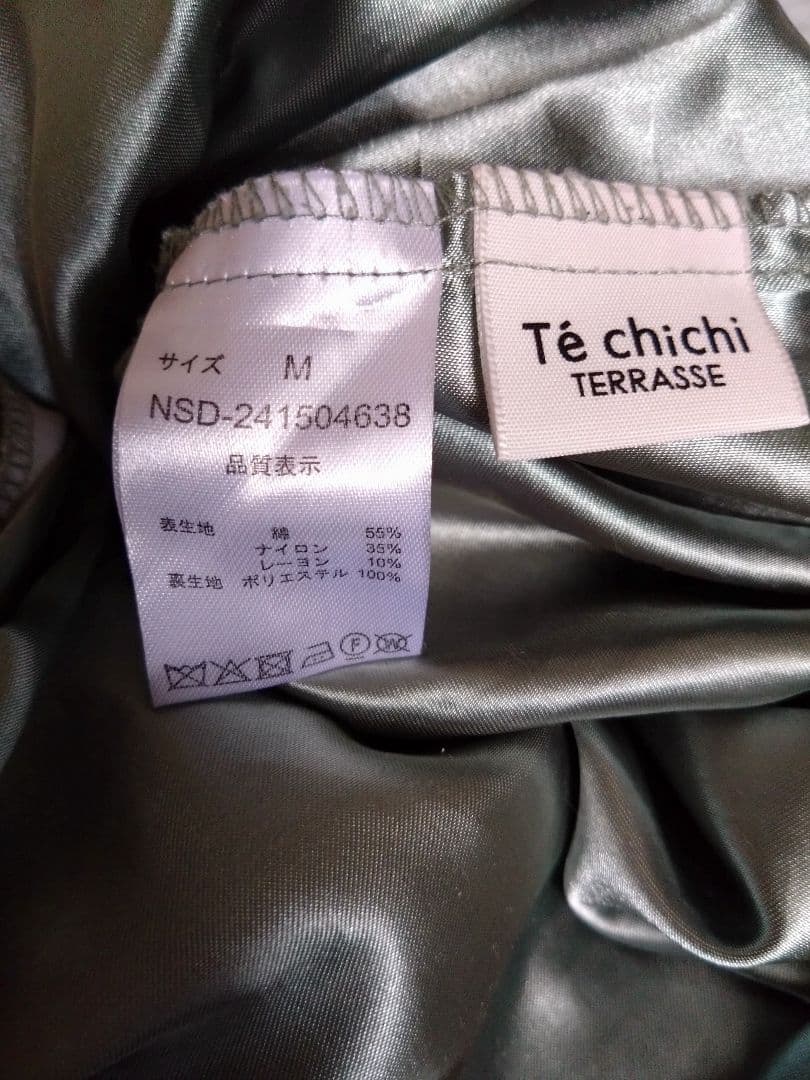 サイズ M
NSD-241504638
品質表示
表生地 綿 55%
ナイロン 35%
レーヨン 10%
裏生地 ポリエステル 100%
F W
Té chichi
TERRASSE